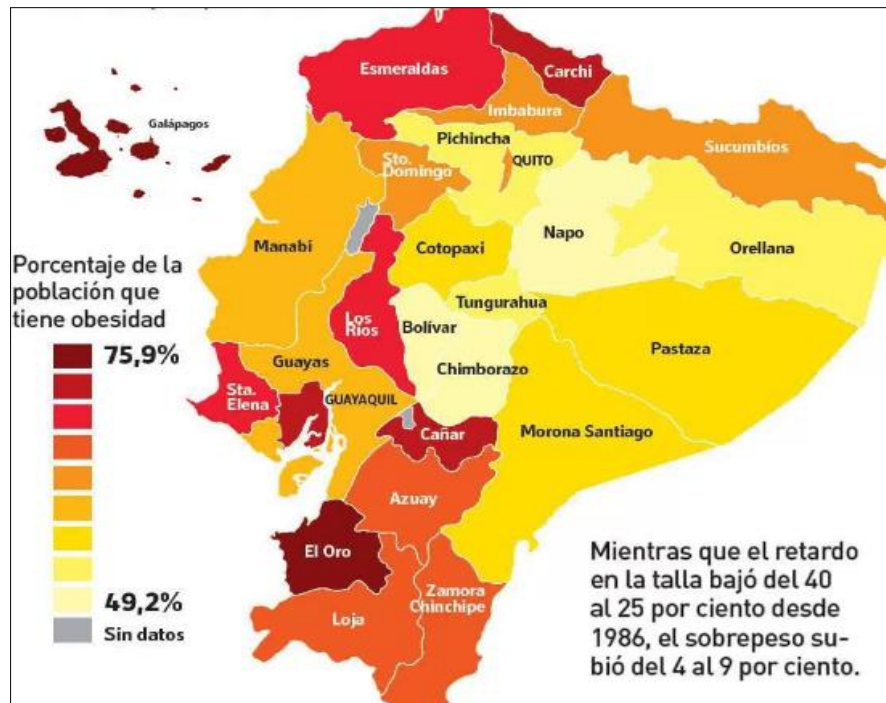 Esmeraldas
Carchi
Imbabura
Galápagos
Pichincha
QUITO
Sucumbíos
Sto.
Domingo
Manabí
Cotopaxi
Napo
Orellana
Porcentaje de la
población que
tiene obesidad
75,9%
Tungurahua
Los
Ríos
Bolívar
Pastaza
Guayas
Chimborazo
Sta.
Elena
GUAYAQUIL
Cañar
Morona Santiago
Azuay
El Oro
49,2%
Sin datos
Zamora
Chinchipe
Loja
Mientras que el retardo
en la talla bajó del 40
al 25 por ciento desde
1986, el sobrepeso su-
bió del 4 al 9 por ciento.